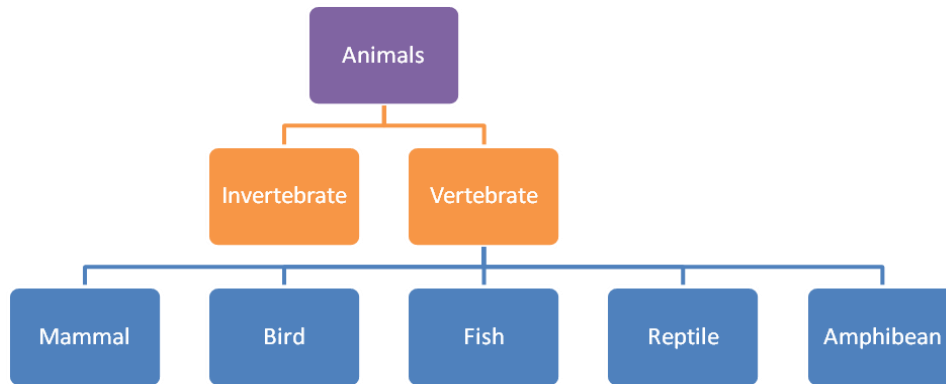 Animals
Invertebrate
Vertebrate
Mammal
Bird
Fish
Reptile
Amphibean